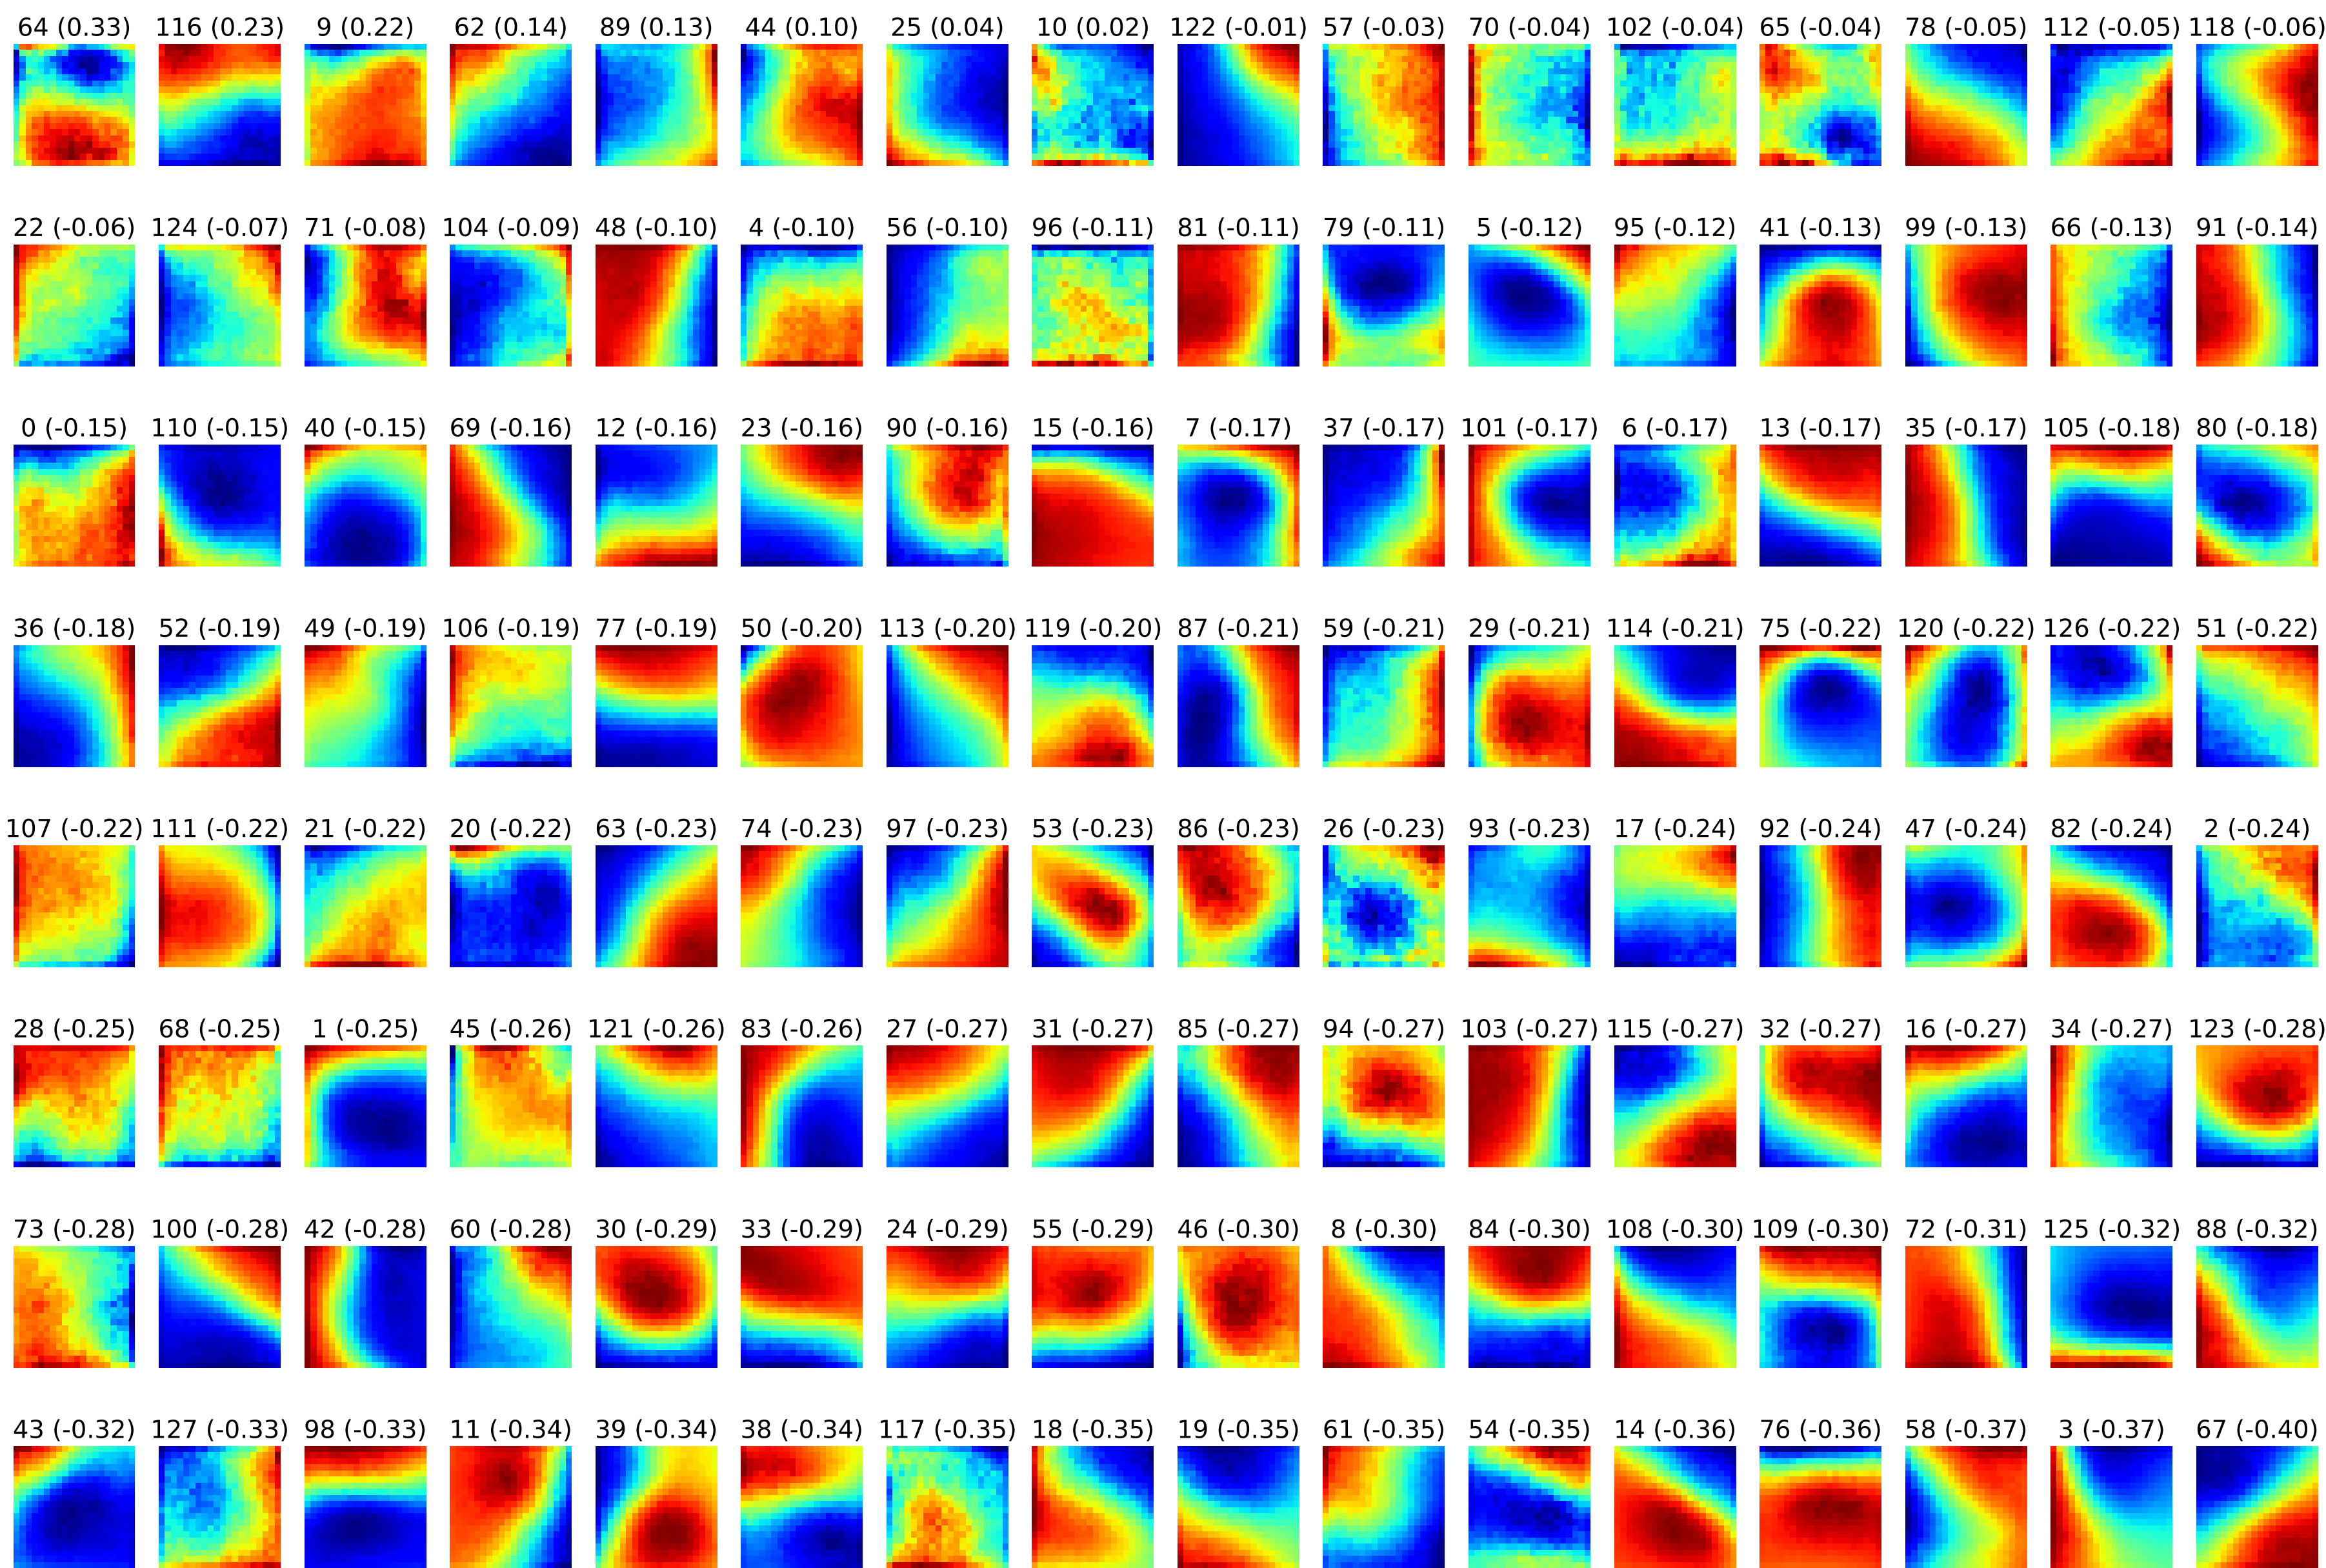 64 (0.33) 116 (0.23) 9 (0.22) 62 (0.14) 89 (0.13) 44 (0.10) 25 (0.04) 10 (0.02) 122 (-0.01) 57 (-0.03) 70 (-0.04) 102 (-0.04) 65 (-0.04) 78 (-0.05) 112 (-0.05) 118 (-0.06)
22 (-0.06) 124 (-0.07) 71 (-0.08) 104 (-0.09) 48 (-0.10) 4 (-0.10) 56 (-0.10) 96 (-0.11) 81 (-0.11) 79 (-0.11) 5 (-0.12) 95 (-0.12) 41 (-0.13) 99 (-0.13) 66 (-0.13) 91 (-0.14)
0 (-0.15) 110 (-0.15) 40 (-0.15) 69 (-0.16) 12 (-0.16) 23 (-0.16) 90 (-0.16) 15 (-0.16) 7 (-0.17) 37 (-0.17) 101 (-0.17) 6 (-0.17) 13 (-0.17) 35 (-0.17) 105 (-0.18) 80 (-0.18)
36 (-0.18) 52 (-0.19) 49 (-0.19) 106 (-0.19) 77 (-0.19) 50 (-0.20) 113 (-0.20) 119 (-0.20) 87 (-0.21) 59 (-0.21) 29 (-0.21) 114 (-0.21) 75 (-0.22) 120 (-0.22) 126 (-0.22) 51 (-0.22)
107 (-0.22) 111 (-0.22) 21 (-0.22) 20 (-0.22) 63 (-0.23) 74 (-0.23) 97 (-0.23) 53 (-0.23) 86 (-0.23) 26 (-0.23) 93 (-0.23) 17 (-0.24) 92 (-0.24) 47 (-0.24) 82 (-0.24) 2 (-0.24)
28 (-0.25) 68 (-0.25) 1 (-0.25) 45 (-0.26) 121 (-0.26) 83 (-0.26) 27 (-0.27) 31 (-0.27) 85 (-0.27) 94 (-0.27) 103 (-0.27) 115 (-0.27) 32 (-0.27) 16 (-0.27) 34 (-0.27) 123 (-0.28)
73 (-0.28) 100 (-0.28) 42 (-0.28) 60 (-0.28) 30 (-0.29) 33 (-0.29) 24 (-0.29) 55 (-0.29) 46 (-0.30) 8 (-0.30) 84 (-0.30) 108 (-0.30) 109 (-0.30) 72 (-0.31) 125 (-0.32) 88 (-0.32)
43 (-0.32) 127 (-0.33) 98 (-0.33) 11 (-0.34) 39 (-0.34) 38 (-0.34) 117 (-0.35) 18 (-0.35) 19 (-0.35) 61 (-0.35) 54 (-0.35) 14 (-0.36) 76 (-0.36) 58 (-0.37) 3 (-0.37) 67 (-0.40)